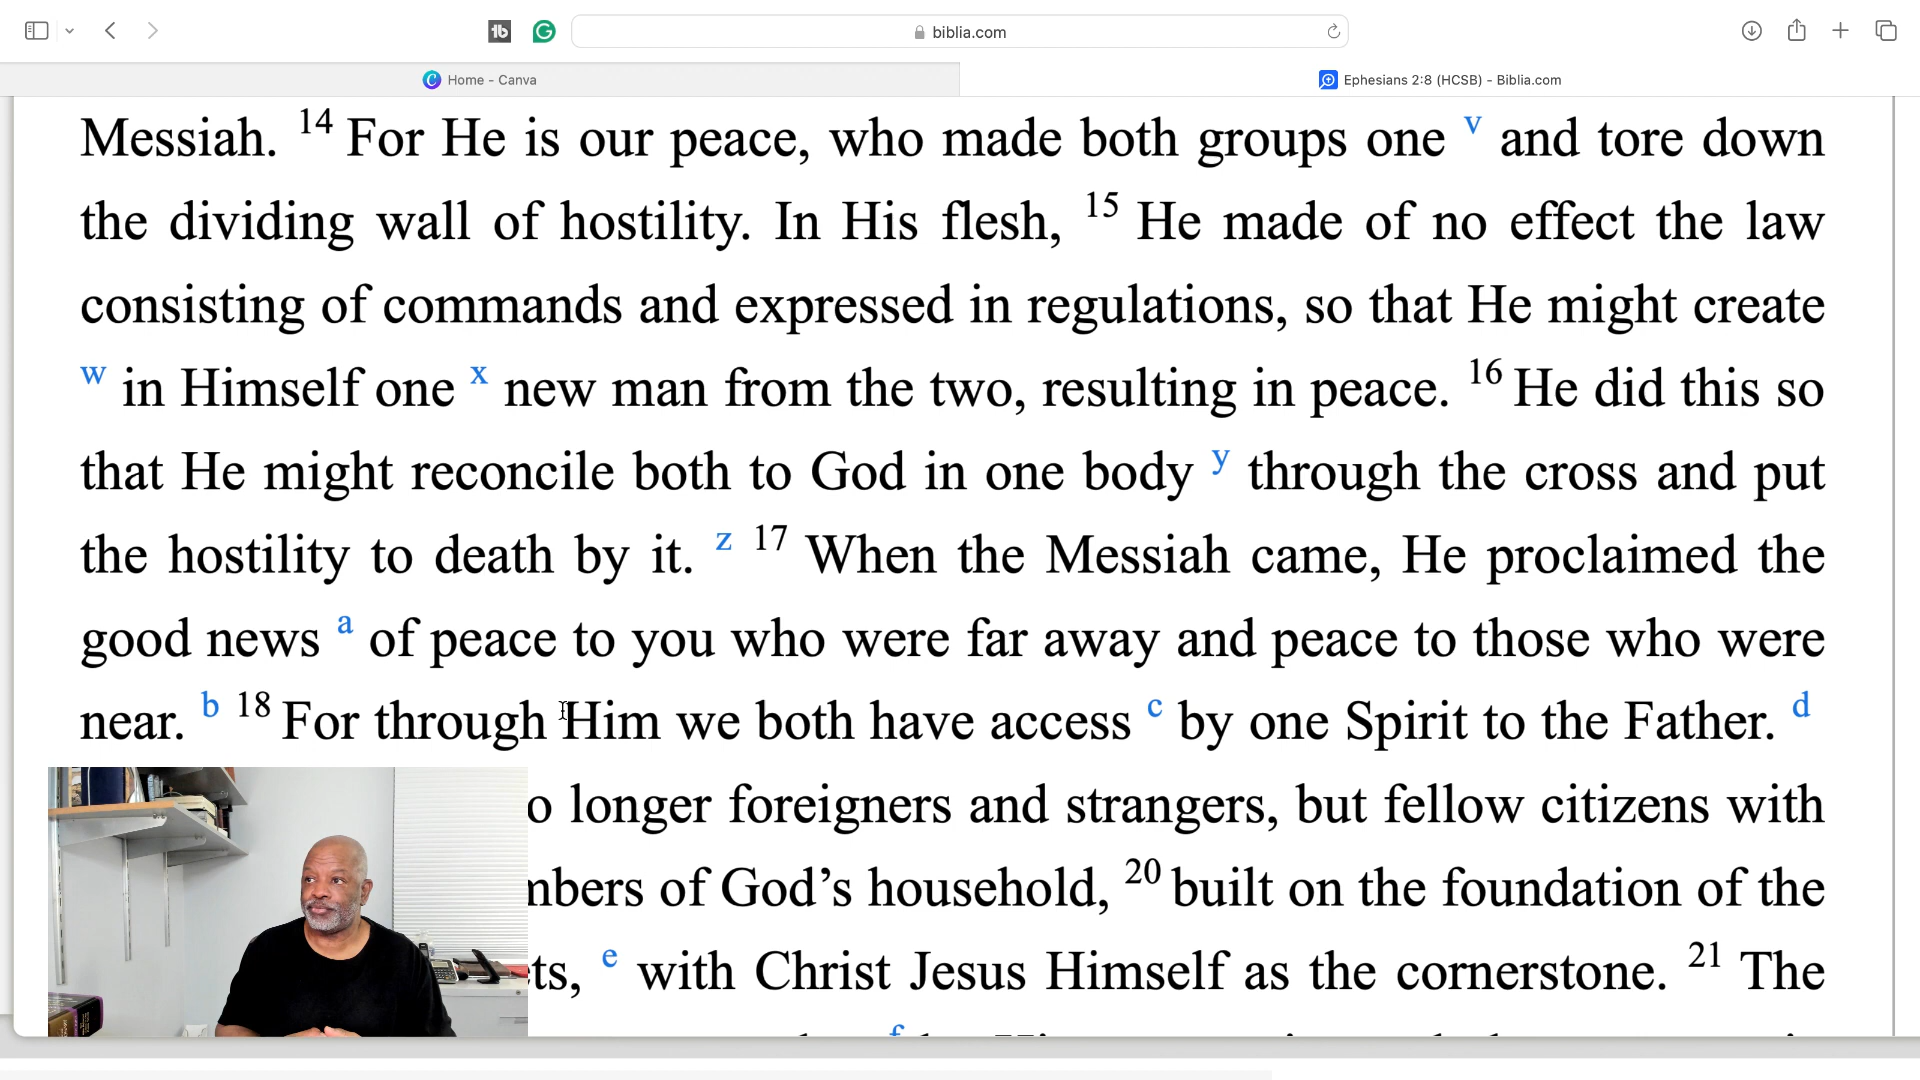 biblia.com
Home - Canva
Ephesians 2:8 (HCSB) - Biblia.com
Messiah. 14 For He is our peace, who made both groups one v and tore down
the dividing wall of hostility. In His flesh, 15 He made of no effect the law
consisting of commands and expressed in regulations, so that He might create
w in Himself one x new man from the two, resulting in peace. 16 He did this so
that He might reconcile both to God in one body y through the cross and put
the hostility to death by it. z 17 When the Messiah came, He proclaimed the
good news a of peace to you who were far away and peace to those who were
near. b 18 For through Him we both have access c by one Spirit to the Father. d
longer foreigners and strangers, but fellow citizens with
of God’s household, 20 built on the foundation of the
e with Christ Jesus Himself as the cornerstone. 21 The